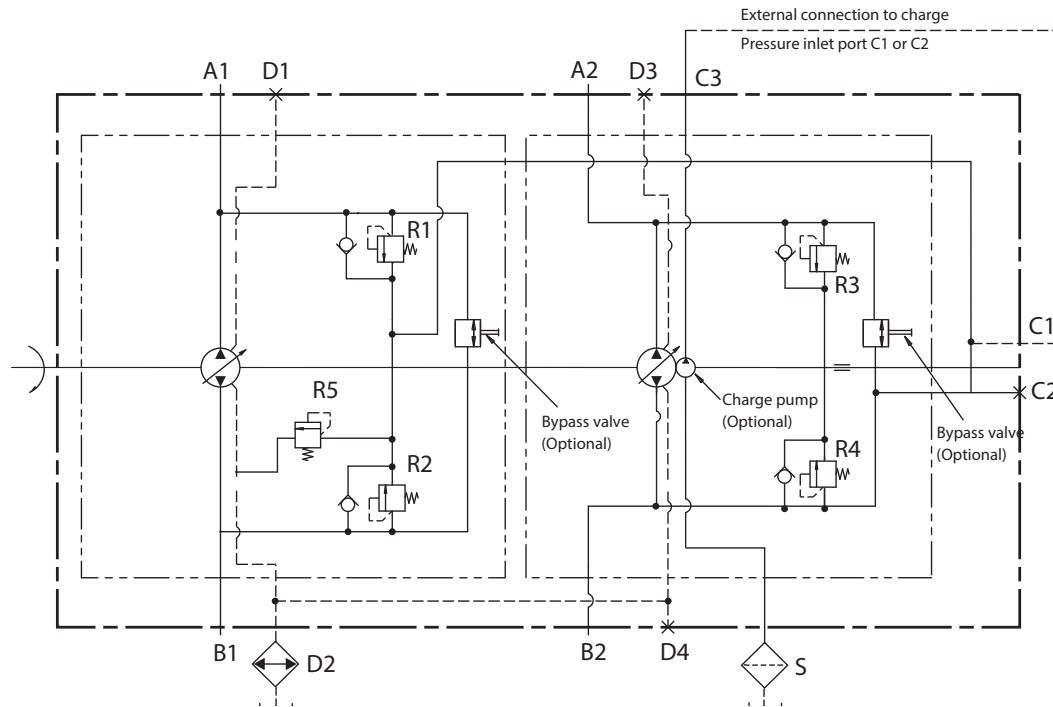 External connection to charge
Pressure inlet port C1 or C2
A1
D1
A2
D3
C3
R1
R3
C1
R5
C2
Charge pump
(Optional)
Bypass valve
(Optional)
Bypass valve
(Optional)
R2
R4
B1
D2
B2
D4
S